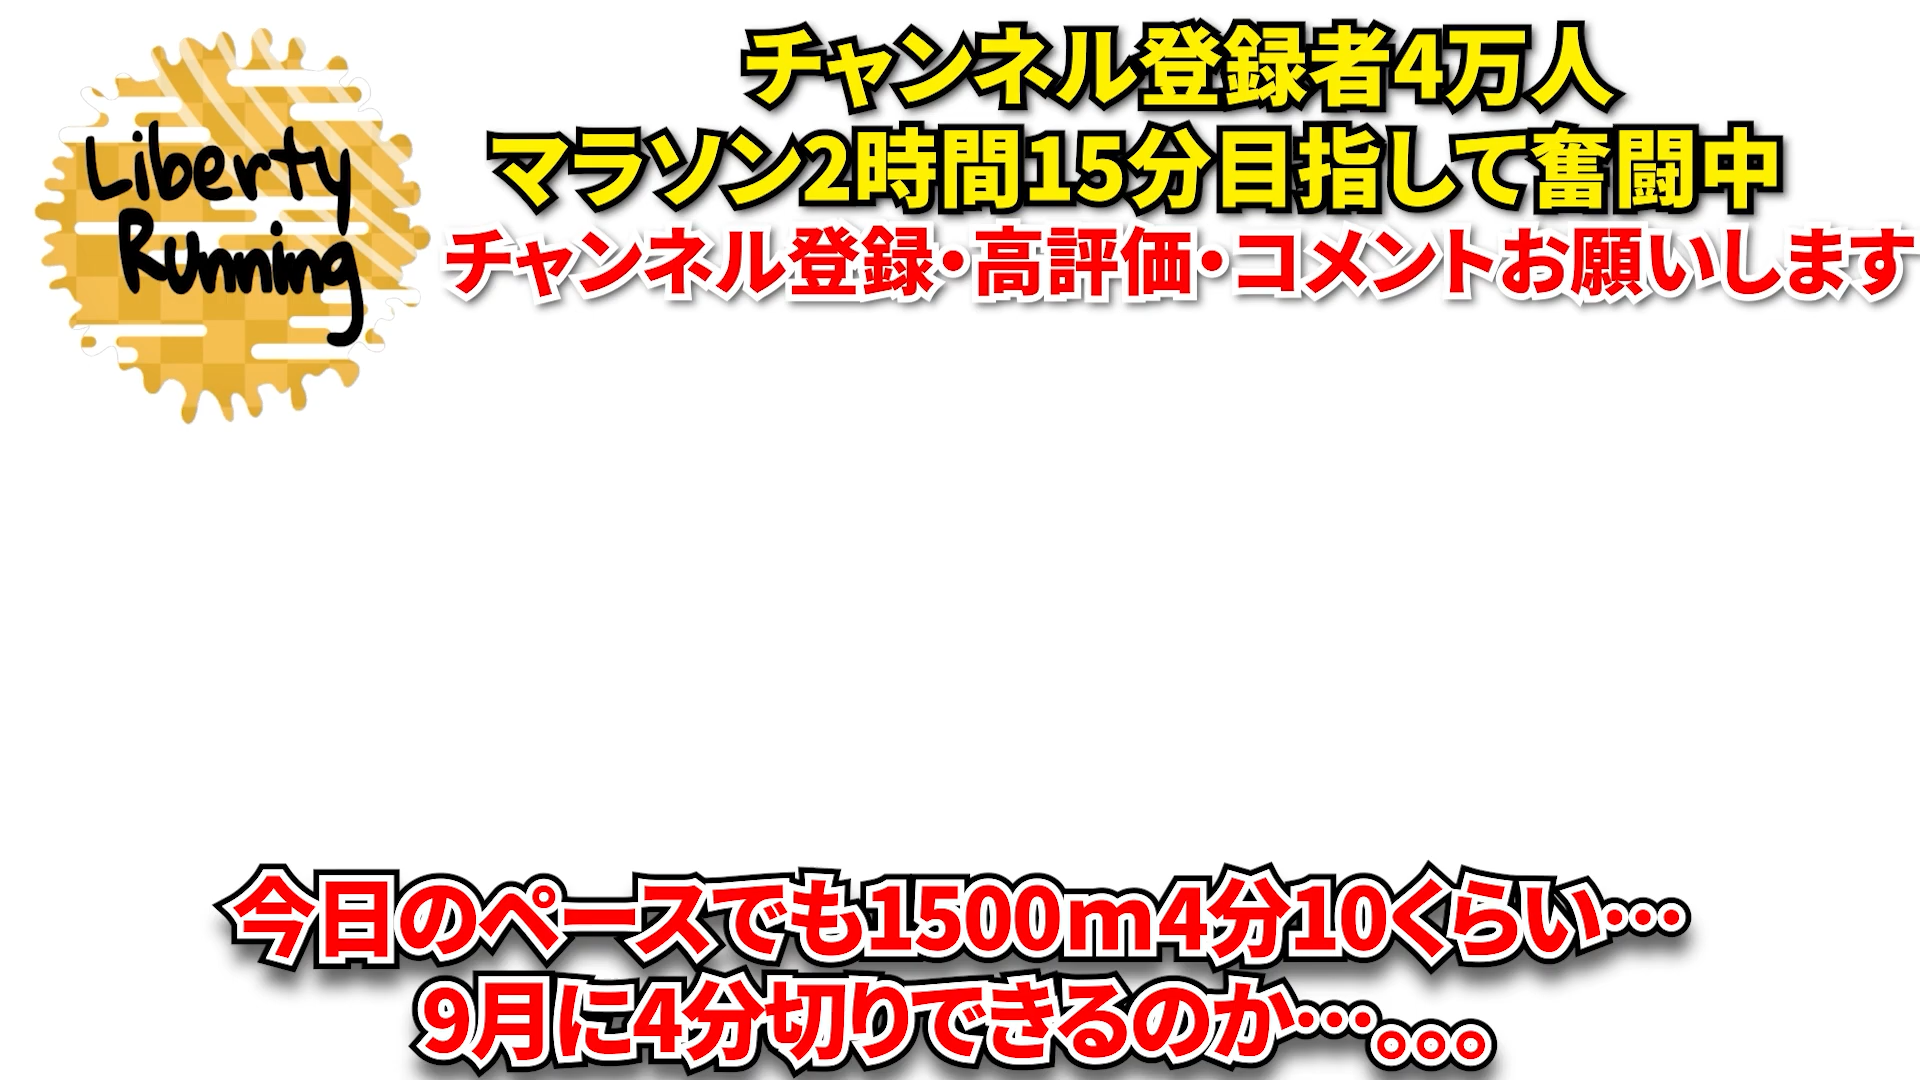 Liberty
Running
チャンネル登録者4万人
マラソン2時間15分目指して奮闘中
チャンネル登録・高評価・コメントお願いします
今日のペースでも1500ｍ4分10くらい…
9月に4分切りできるのか…。。。